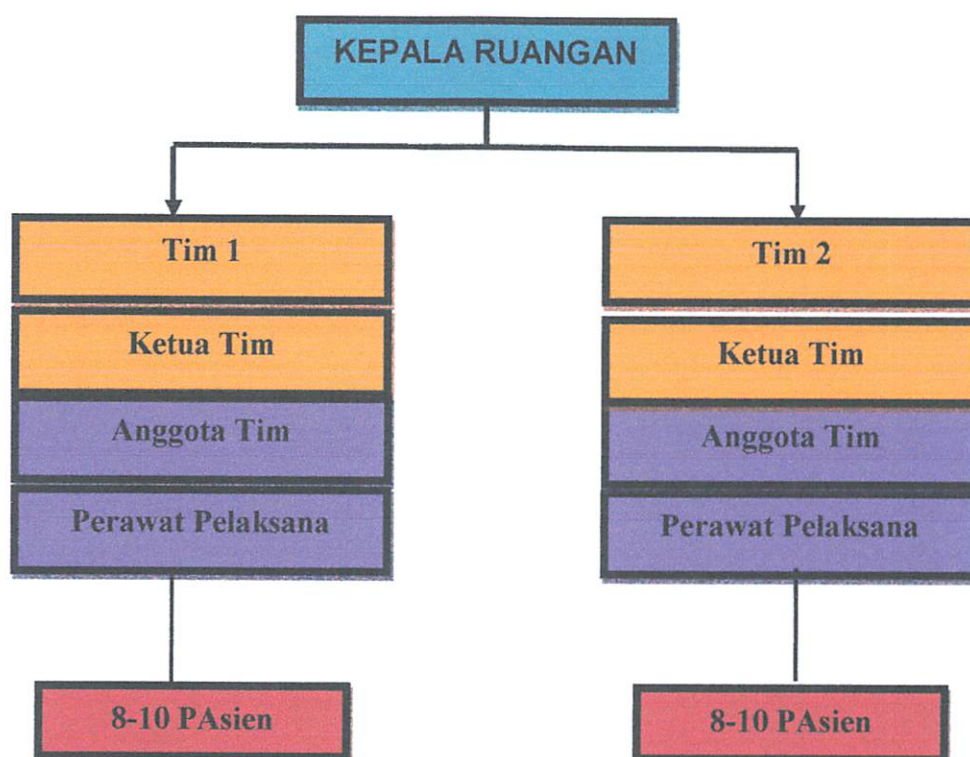 KEPALA RUANGAN
Tim 1
Ketua Tim
Anggota Tim
Perawat Pelaksana
8-10 PAsien
Tim 2
Ketua Tim
Anggota Tim
Perawat Pelaksana
8-10 PAsien